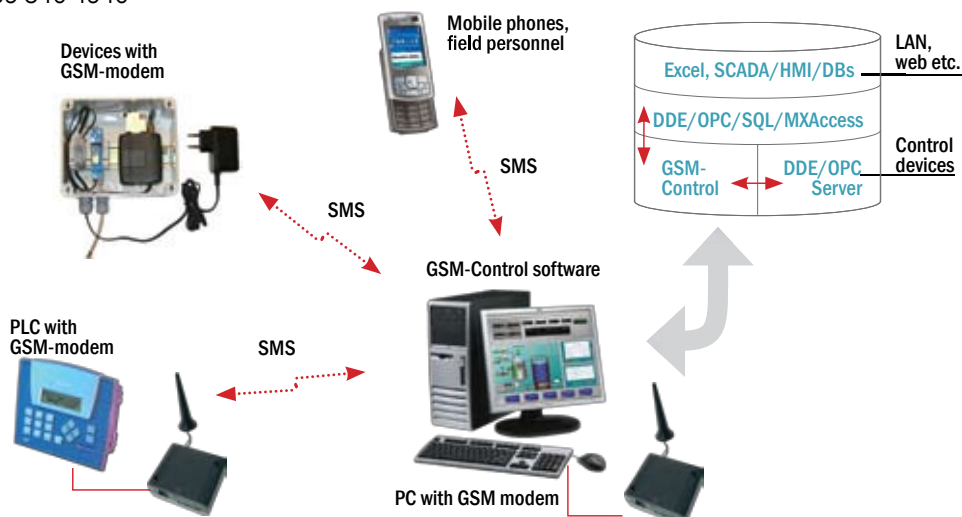 Devices with
GSM-modem
Mobile phones,
field personnel
LAN,
web etc.
Excel, SCADA/HMI/DBs
DDE/OPC/SQL/MXAccess
Control
devices
GSM-
Control
DDE/OPC
Server
SMS
SMS
GSM-Control software
PLC with
GSM-modem
SMS
PC with GSM modem